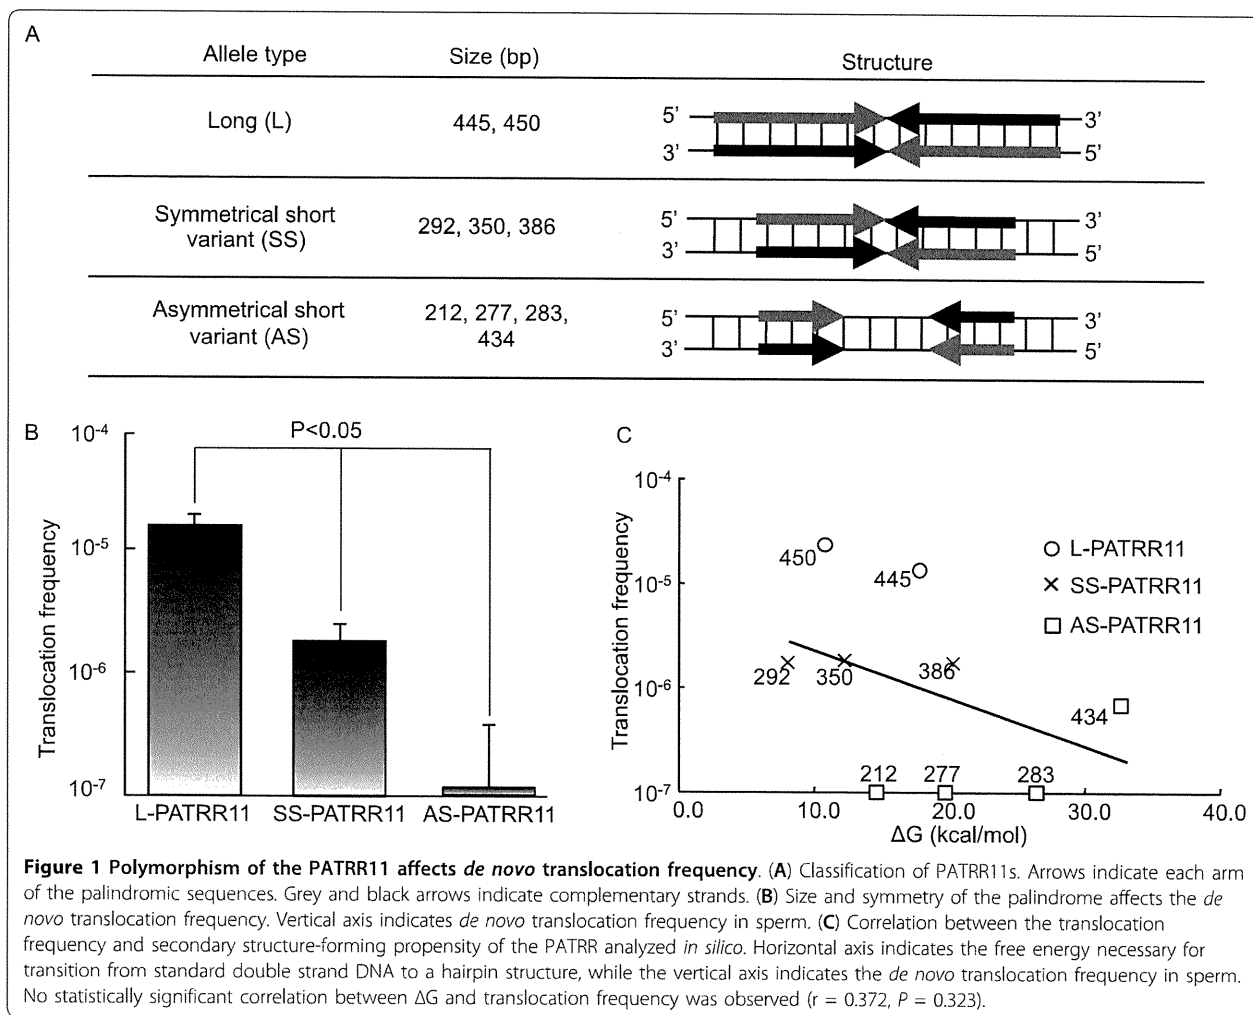 A
Allele type Size (bp) Structure
Long (L) 445, 450 5' 3'
3' 5'
Symmetrical short
variant (SS) 292, 350, 386 5' 3'
3' 5'
Asymmetrical short
variant (AS) 212, 277, 283,
434 5' 3'
3' 5'
B
P<0.05
Translocation frequency
10-4
10-5
10-6
10-7
L-PATRR11 SS-PATRR11 AS-PATRR11
C
Translocation frequency
10-4
10-5
10-6
10-7
450
445
292
350
386
434
212 277 283
L-PATRR11
SS-PATRR11
AS-PATRR11
0.0 10.0 20.0 30.0 40.0
ΔG (kcal/mol)
Figure 1 Polymorphism of the PATRR11 affects de novo translocation frequency. (A) Classification of PATRR11s. Arrows indicate each arm
of the palindromic sequences. Grey and black arrows indicate complementary strands. (B) Size and symmetry of the palindrome affects the de
novo translocation frequency. Vertical axis indicates de novo translocation frequency in sperm. (C) Correlation between the translocation
frequency and secondary structure-forming propensity of the PATRR analyzed in silico. Horizontal axis indicates the free energy necessary for
transition from standard double strand DNA to a hairpin structure, while the vertical axis indicates the de novo translocation frequency in sperm.
No statistically significant correlation between ΔG and translocation frequency was observed (r = 0.372, P = 0.323).